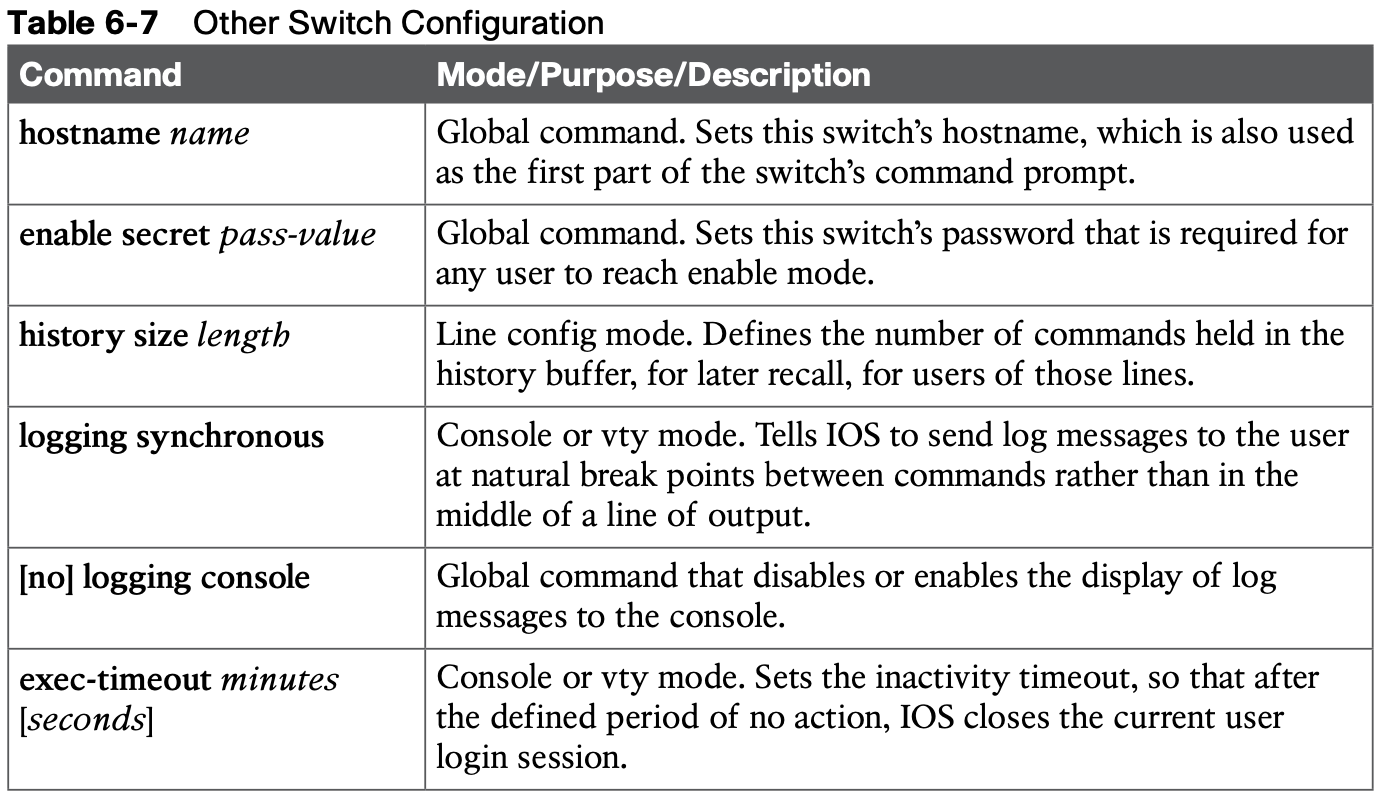 Table 6-7 Other Switch Configuration
Command Mode/Purpose/Description
hostname name
Global command. Sets this switch’s hostname, which is also used
as the first part of the switch’s command prompt.
enable secret pass-value
Global command. Sets this switch’s password that is required for
any user to reach enable mode.
history size length
Line config mode. Defines the number of commands held in the
history buffer, for later recall, for users of those lines.
logging synchronous
Console or vty mode. Tells IOS to send log messages to the user
at natural break points between commands rather than in the
middle of a line of output.
[no] logging console
Global command that disables or enables the display of log
messages to the console.
exec-timeout minutes
[seconds]
Console or vty mode. Sets the inactivity timeout, so that after
the defined period of no action, IOS closes the current user
login session.